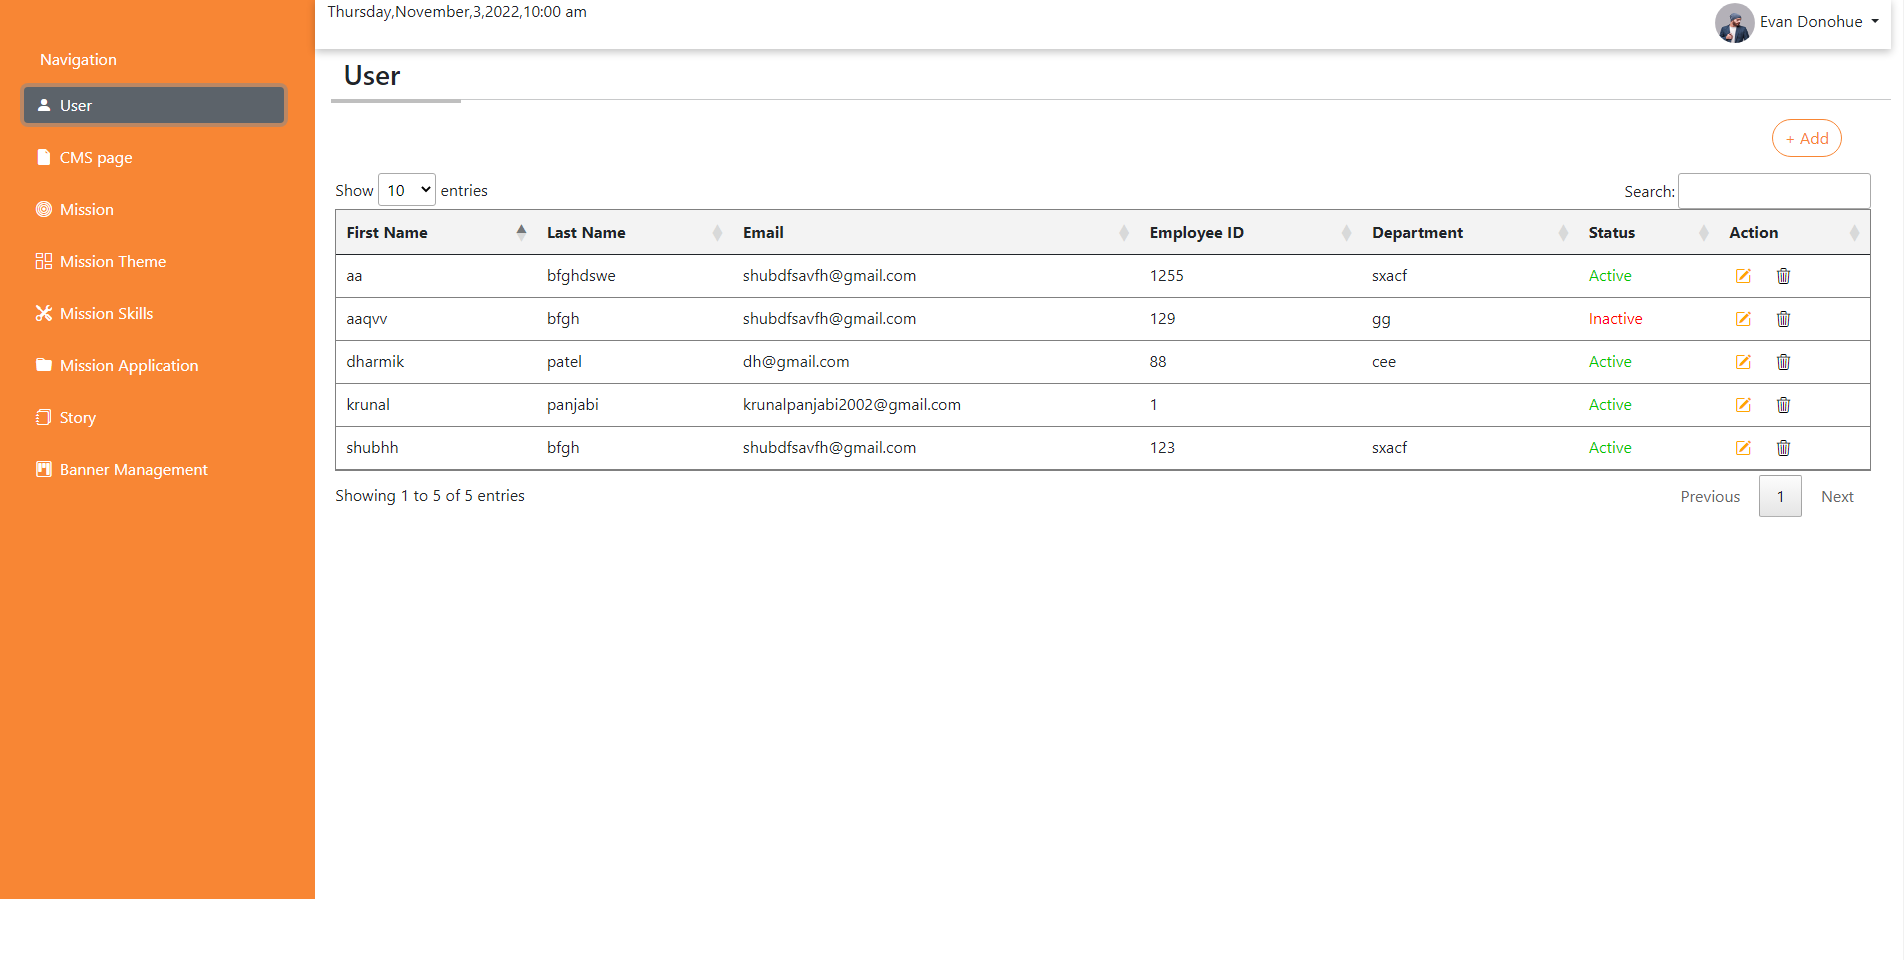 Thursday,November,3,2022,10:00 am
Evan Donohue
Navigation
User
CMS page
Mission
Mission Theme
Mission Skills
Mission Application
Story
Banner Management
User
+ Add
Show 10 entries
Search:
First Name Last Name Email Employee ID Department Status Action
aa bfghdswe shubdfsavfh@gmail.com 1255 sxacf Active
aaqvv bfgh shubdfsavfh@gmail.com 129 gg Inactive
dharmik patel dh@gmail.com 88 cee Active
krunal panjabi krunalpanjabi2002@gmail.com 1 Active
shubhh bfgh shubdfsavfh@gmail.com 123 sxacf Active
Showing 1 to 5 of 5 entries
Previous 1 Next